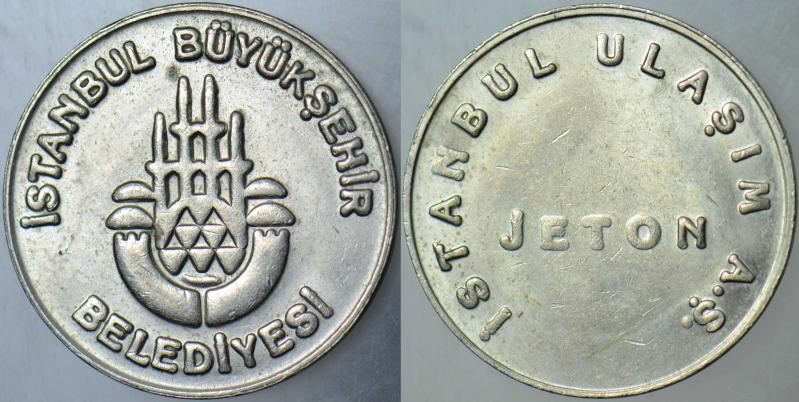 İSTANBUL BÜYÜKŞEHİR
BELEDİYESİ
İSTANBUL ULAŞIM A.Ş.
JETON